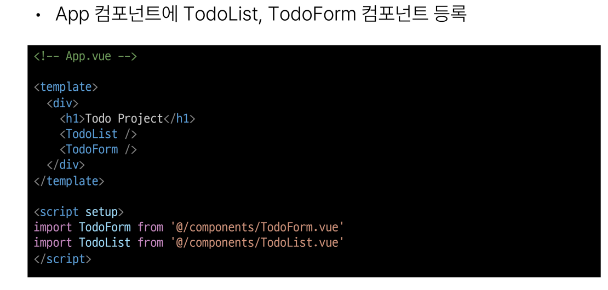 • App 컴포넌트에 TodoList, TodoForm 컴포넌트 등록
<!-- App.vue -->
<template>
<div>
<h1>Todo Project</h1>
<TodoList />
<TodoForm />
</div>
</template>
<script setup>
import TodoForm from '@/components/TodoForm.vue'
import TodoList from '@/components/TodoList.vue'
</script>